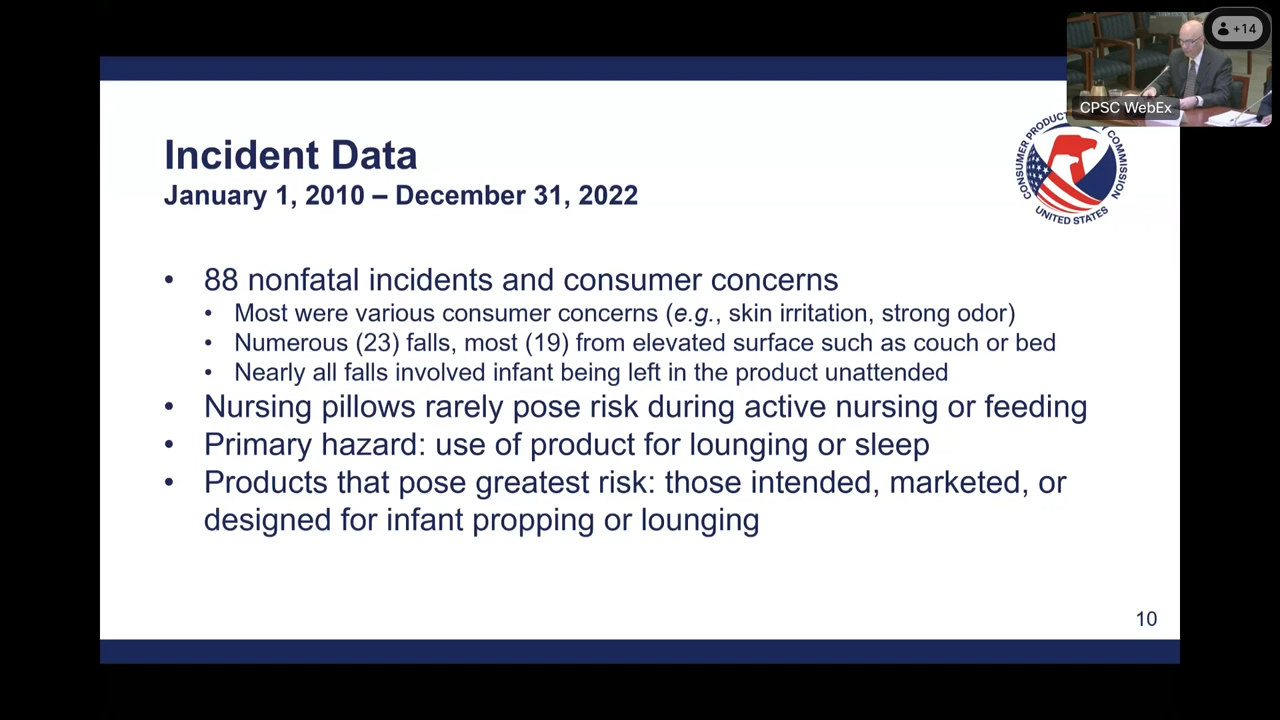 +14
CPSC WebEx
Incident Data
January 1, 2010 – December 31, 2022
CONSUMER PRODUCT COMMISSION
UNITED STATES
• 88 nonfatal incidents and consumer concerns
• Most were various consumer concerns (e.g., skin irritation, strong odor)
• Numerous (23) falls, most (19) from elevated surface such as couch or bed
• Nearly all falls involved infant being left in the product unattended
• Nursing pillows rarely pose risk during active nursing or feeding
• Primary hazard: use of product for lounging or sleep
• Products that pose greatest risk: those intended, marketed, or
designed for infant propping or lounging
10